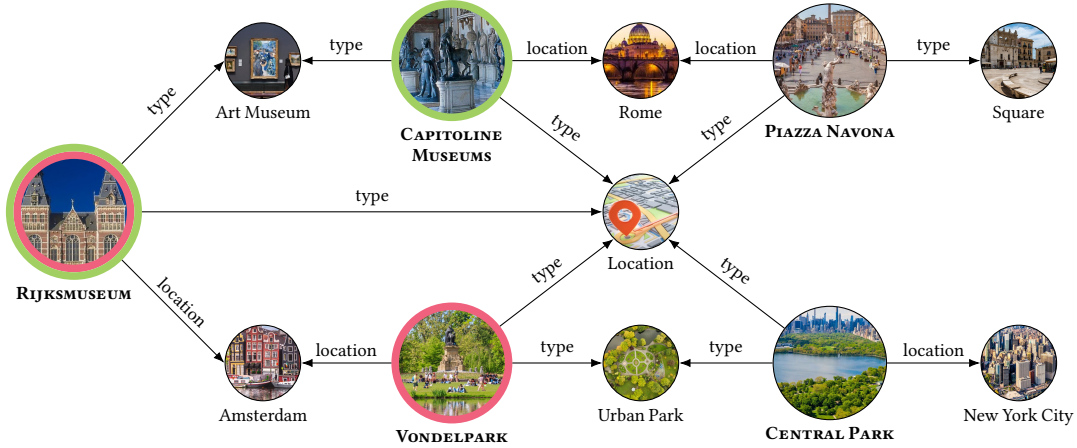 type
location
location
type
Art Museum
CAPITOLINE
MUSEUMS
Rome
PIAZZA NAVONA
Square
type
type
type
type
Location
RIJKSMUSEUM
location
type
type
location
type
type
location
Amsterdam
VONDELPARK
Urban Park
CENTRAL PARK
New York City